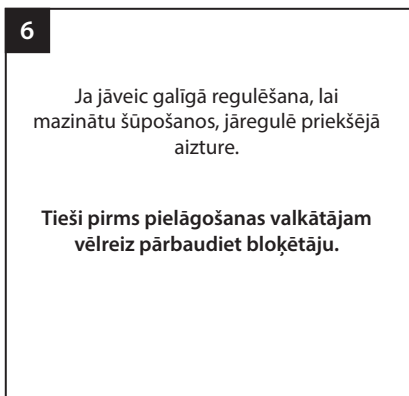 6
Ja jāveic galīgā regulēšana, lai
mazinātu šūpošanos, jāregulē priekšējā
aizture.
Tieši pirms pielāgošanas valkātājam
vēlreiz pārbaudiet bloķētāju.